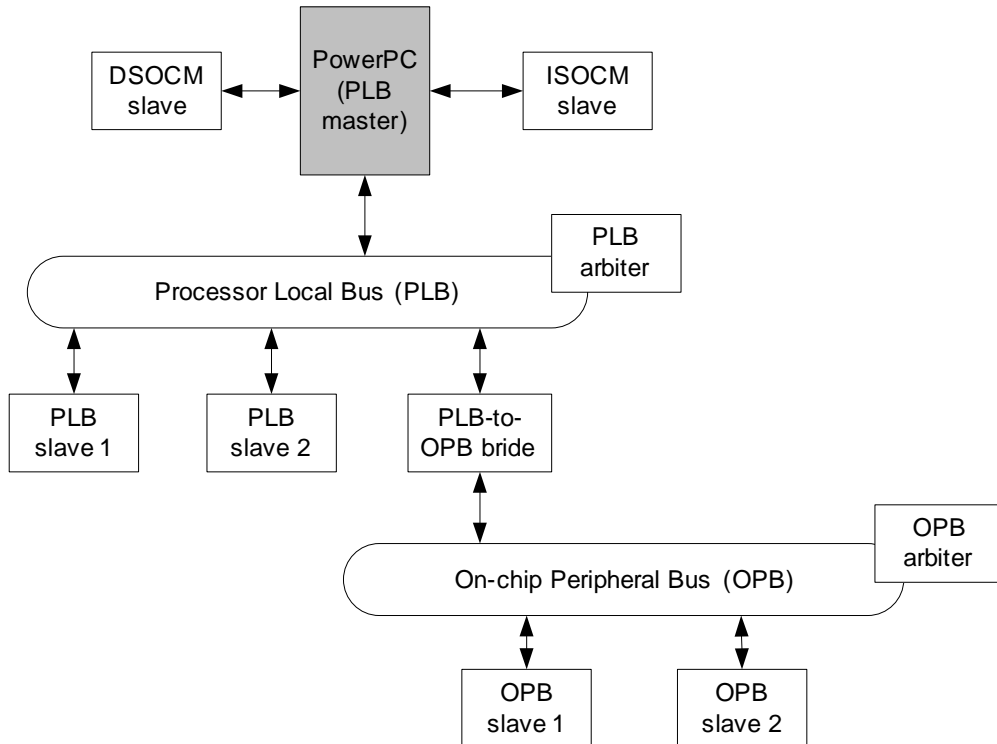 PowerPC
(PLB
master)
DSOCM
slave
ISOCM
slave
PLB
arbiter
Processor Local Bus (PLB)
PLB
slave 1
PLB
slave 2
PLB-to-
OPB bride
OPB
arbiter
On-chip Peripheral Bus (OPB)
OPB
slave 1
OPB
slave 2